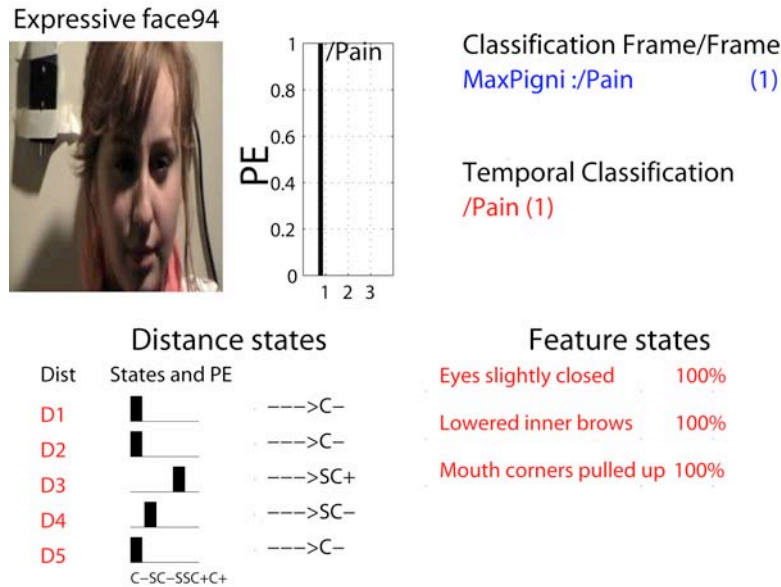 Expressive face94
PE
1
0.8
0.6
0.4
0.2
0
1 2 3
/Pain
Classification Frame/Frame
MaxPigni :/Pain (1)
Temporal Classification
/Pain (1)
Distance states
Dist States and PE
D1 ––––>C–
D2 ––––>C–
D3 ––––>SC+
D4 ––––>SC–
D5 ––––>C–
C–SC–SSC+C+
Feature states
Eyes slightly closed 100%
Lowered inner brows 100%
Mouth corners pulled up 100%